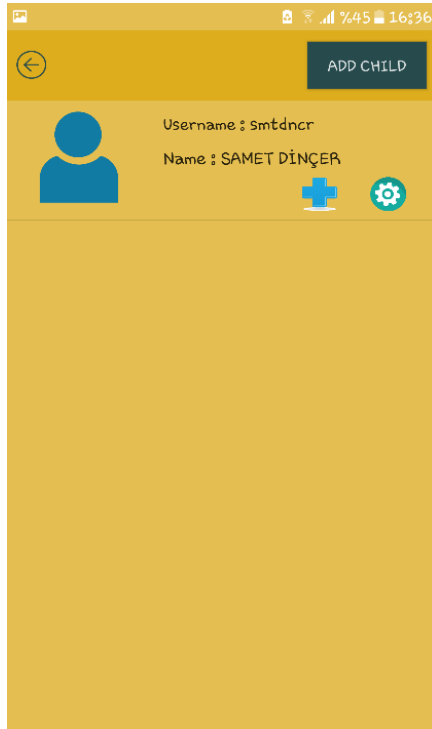 %45 16:36
ADD CHILD
Username : smtdncr
Name : SAMET DİNÇER